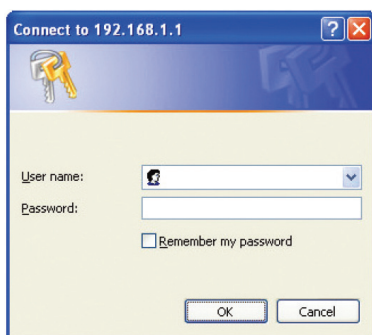 Connect to 192.168.1.1
User name:
Password:
Remember my password
OK Cancel